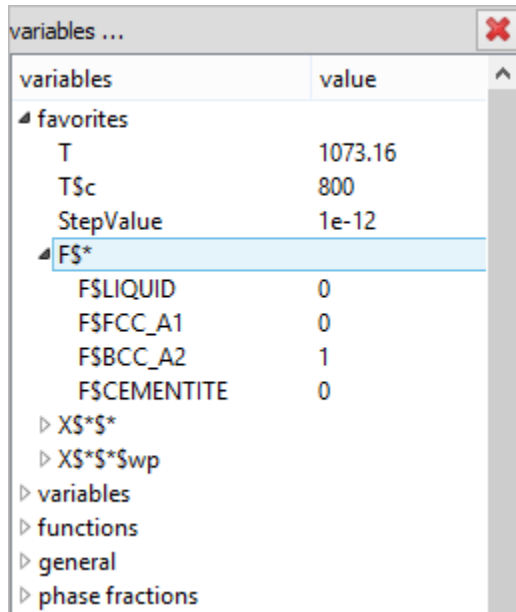 variables ...
variables value
favorites
T 1073.16
T$c 800
StepValue 1e-12
F$*
F$LIQUID 0
F$FCC_A1 0
F$BCC_A2 1
F$CEMENTITE 0
X$*$*
X$*$*$wp
variables
functions
general
phase fractions